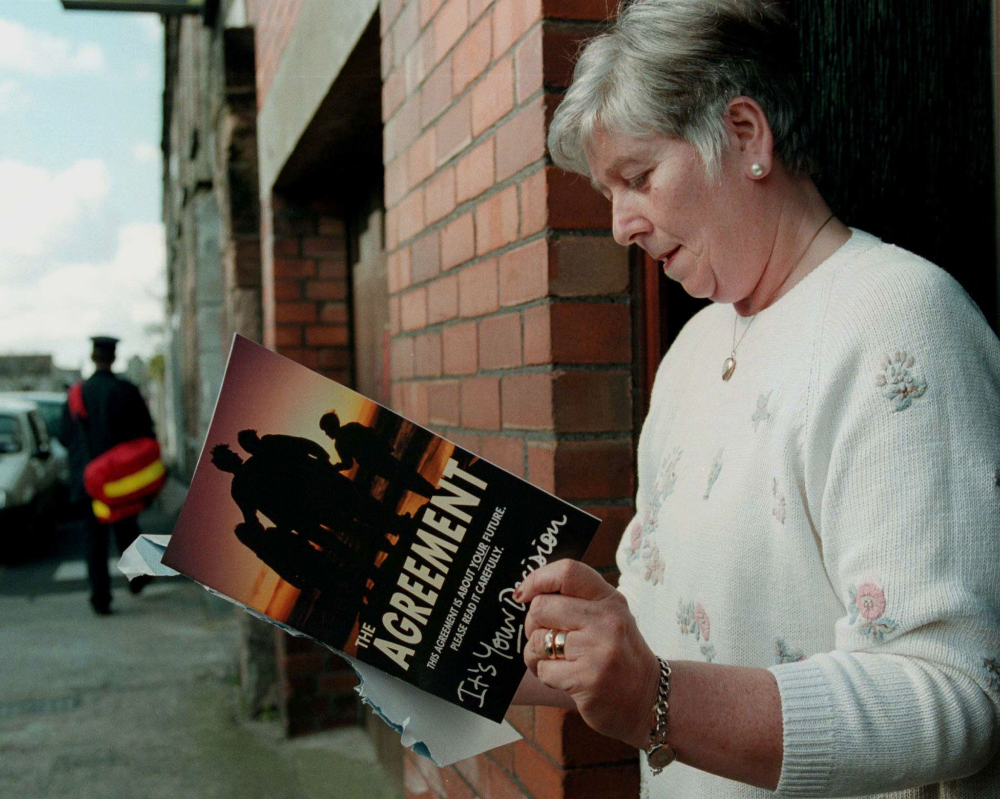 THE
AGREEMENT
THIS AGREEMENT IS ABOUT YOUR FUTURE.
PLEASE READ IT CAREFULLY.
It's Your Decision